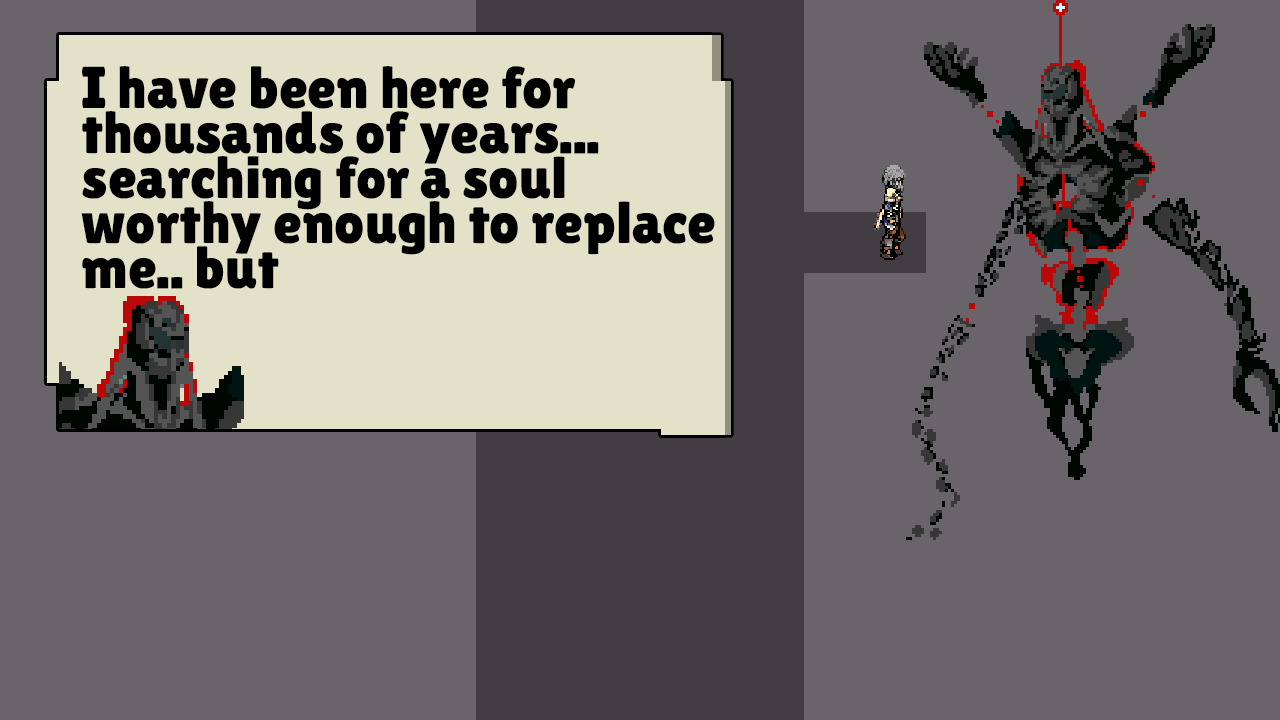 I have been here for
thousands of years...
searching for a soul
worthy enough to replace
me.. but